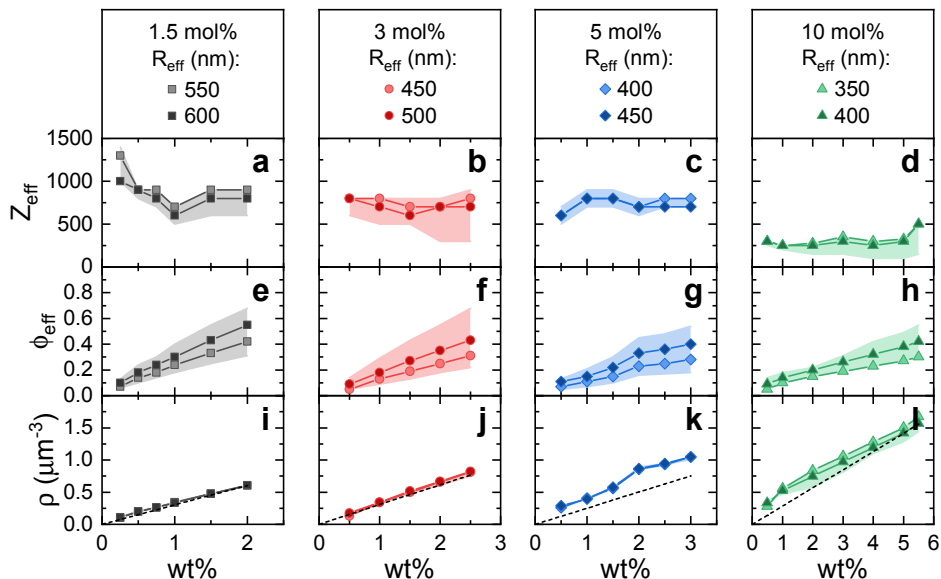 1.5 mol%
R_eff (nm):
550
600
3 mol%
R_eff (nm):
450
500
5 mol%
R_eff (nm):
400
450
10 mol%
R_eff (nm):
350
400
Z_eff
1500
1000
500
0
a
b
c
d
ϕ_eff
0.8
0.6
0.4
0.2
0.0
e
f
g
h
ρ (μm⁻³)
1.5
1.0
0.5
0.0
i
j
k
l
0 1 2
0 1 2 3
0 1 2 3
0 1 2 3 4 5 6
wt%
wt%
wt%
wt%